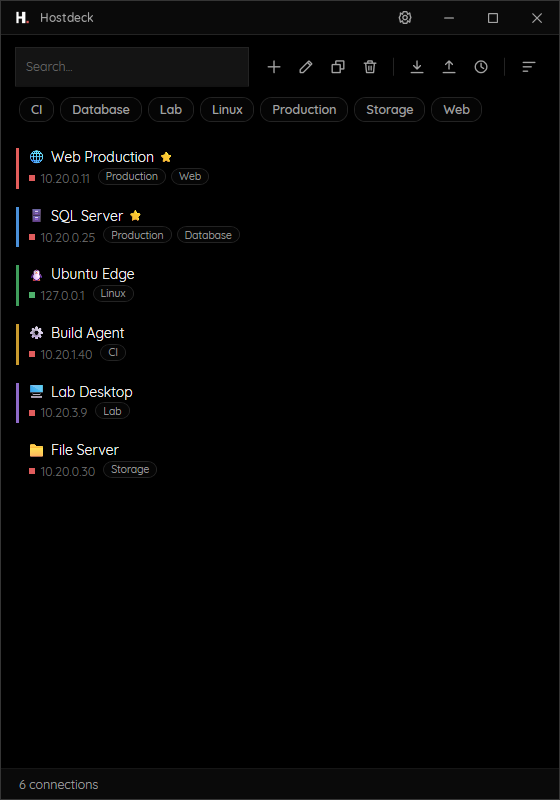 H. Hostdeck
Search...
CI Database Lab Linux Production Storage Web
Web Production
10.20.0.11 Production Web
SQL Server
10.20.0.25 Production Database
Ubuntu Edge
127.0.0.1 Linux
Build Agent
10.20.1.40 CI
Lab Desktop
10.20.3.9 Lab
File Server
10.20.0.30 Storage
6 connections